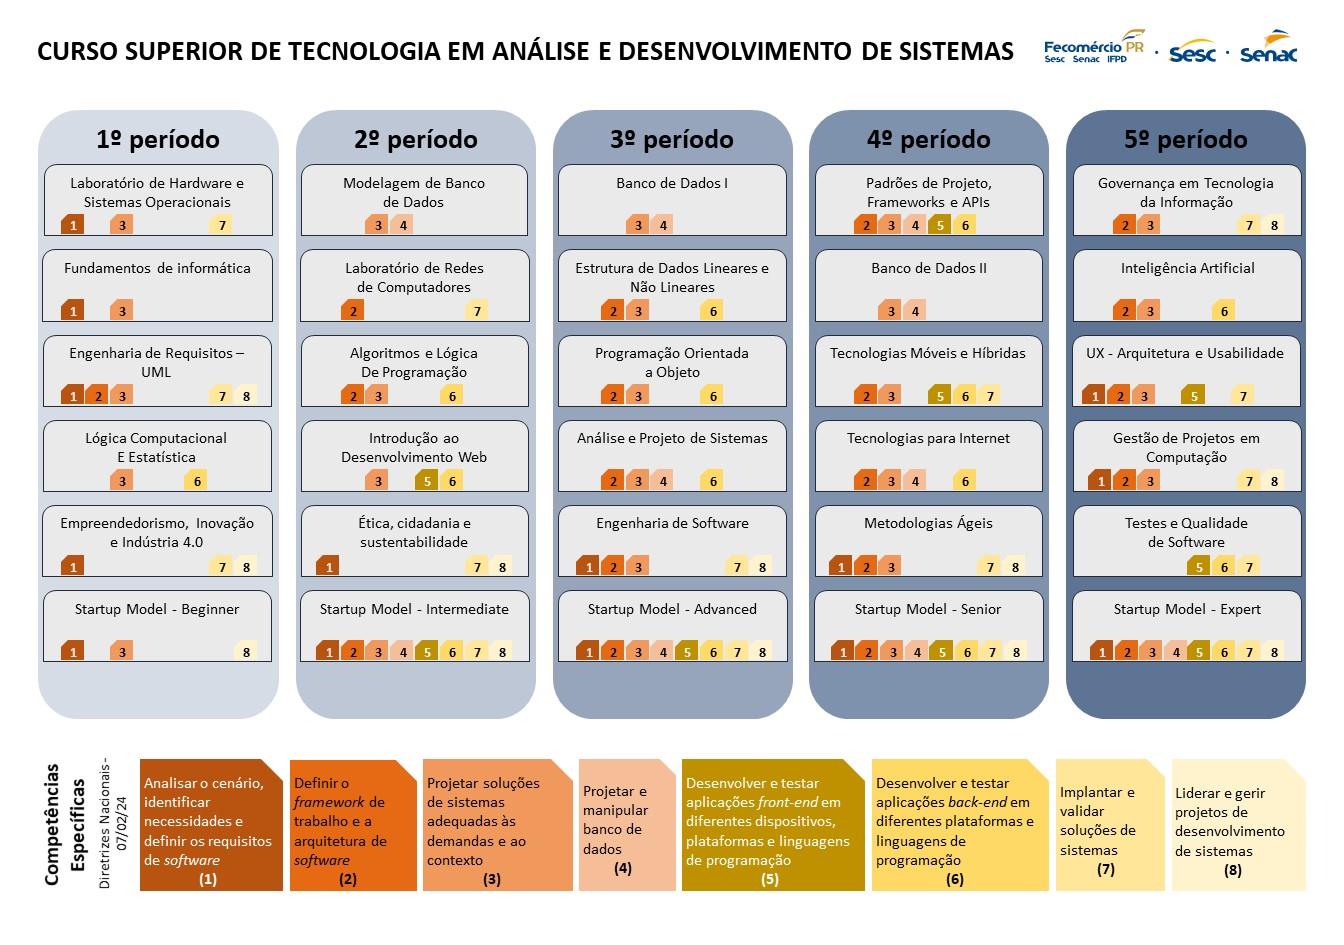 CURSO SUPERIOR DE TECNOLOGIA EM ANÁLISE E DESENVOLVIMENTO DE SISTEMAS
Fecomércio PR
Sesc Senac IFPD
Sesc
Senac
1º período
Laboratório de Hardware e
Sistemas Operacionais
1 3 7
Fundamentos de informática
1 3
Engenharia de Requisitos –
UML
1 2 3 7 8
Lógica Computacional
E Estatística
3 6
Empreendedorismo, Inovação
e Indústria 4.0
1 7 8
Startup Model - Beginner
1 3 8
2º período
Modelagem de Banco
de Dados
3 4
Laboratório de Redes
de Computadores
2 7
Algoritmos e Lógica
De Programação
2 3 6
Introdução ao
Desenvolvimento Web
3 5 6
Ética, cidadania e
sustentabilidade
1 7 8
Startup Model - Intermediate
1 2 3 4 5 6 7 8
3º período
Banco de Dados I
3 4
Estrutura de Dados Lineares e
Não Lineares
2 3 6
Programação Orientada
a Objeto
2 3 6
Análise e Projeto de Sistemas
2 3 4 6
Engenharia de Software
1 2 3 7 8
Startup Model - Advanced
1 2 3 4 5 6 7 8
4º período
Padrões de Projeto,
Frameworks e APIs
2 3 4 5 6
Banco de Dados II
3 4
Tecnologias Móveis e Híbridas
2 3 5 6 7
Tecnologias para Internet
2 3 4 6
Metodologias Ágeis
1 2 3 7 8
Startup Model - Senior
1 2 3 4 5 6 7 8
5º período
Governança em Tecnologia
da Informação
2 3 7 8
Inteligência Artificial
2 3 6
UX - Arquitetura e Usabilidade
1 2 3 5 7
Gestão de Projetos em
Computação
1 2 3 7 8
Testes e Qualidade
de Software
5 6 7
Startup Model - Expert
1 2 3 4 5 6 7 8
Competências
Específicas
Diretrizes Nacionais -
07/02/24
Analisar o cenário,
identificar
necessidades e
definir os requisitos
de software
(1)
Definir o
framework de
trabalho e a
arquitetura de
software
(2)
Projetar soluções
de sistemas
adequadas às
demandas e ao
contexto
(3)
Projetar e
manipular
banco de
dados
(4)
Desenvolver e testar
aplicações front-end em
diferentes dispositivos,
plataformas e linguagens
de programação
(5)
Desenvolver e testar
aplicações back-end em
diferentes plataformas e
linguagens de
programação
(6)
Implantar e
validar
soluções de
sistemas
(7)
Liderar e gerir
projetos de
desenvolvimento
de sistemas
(8)